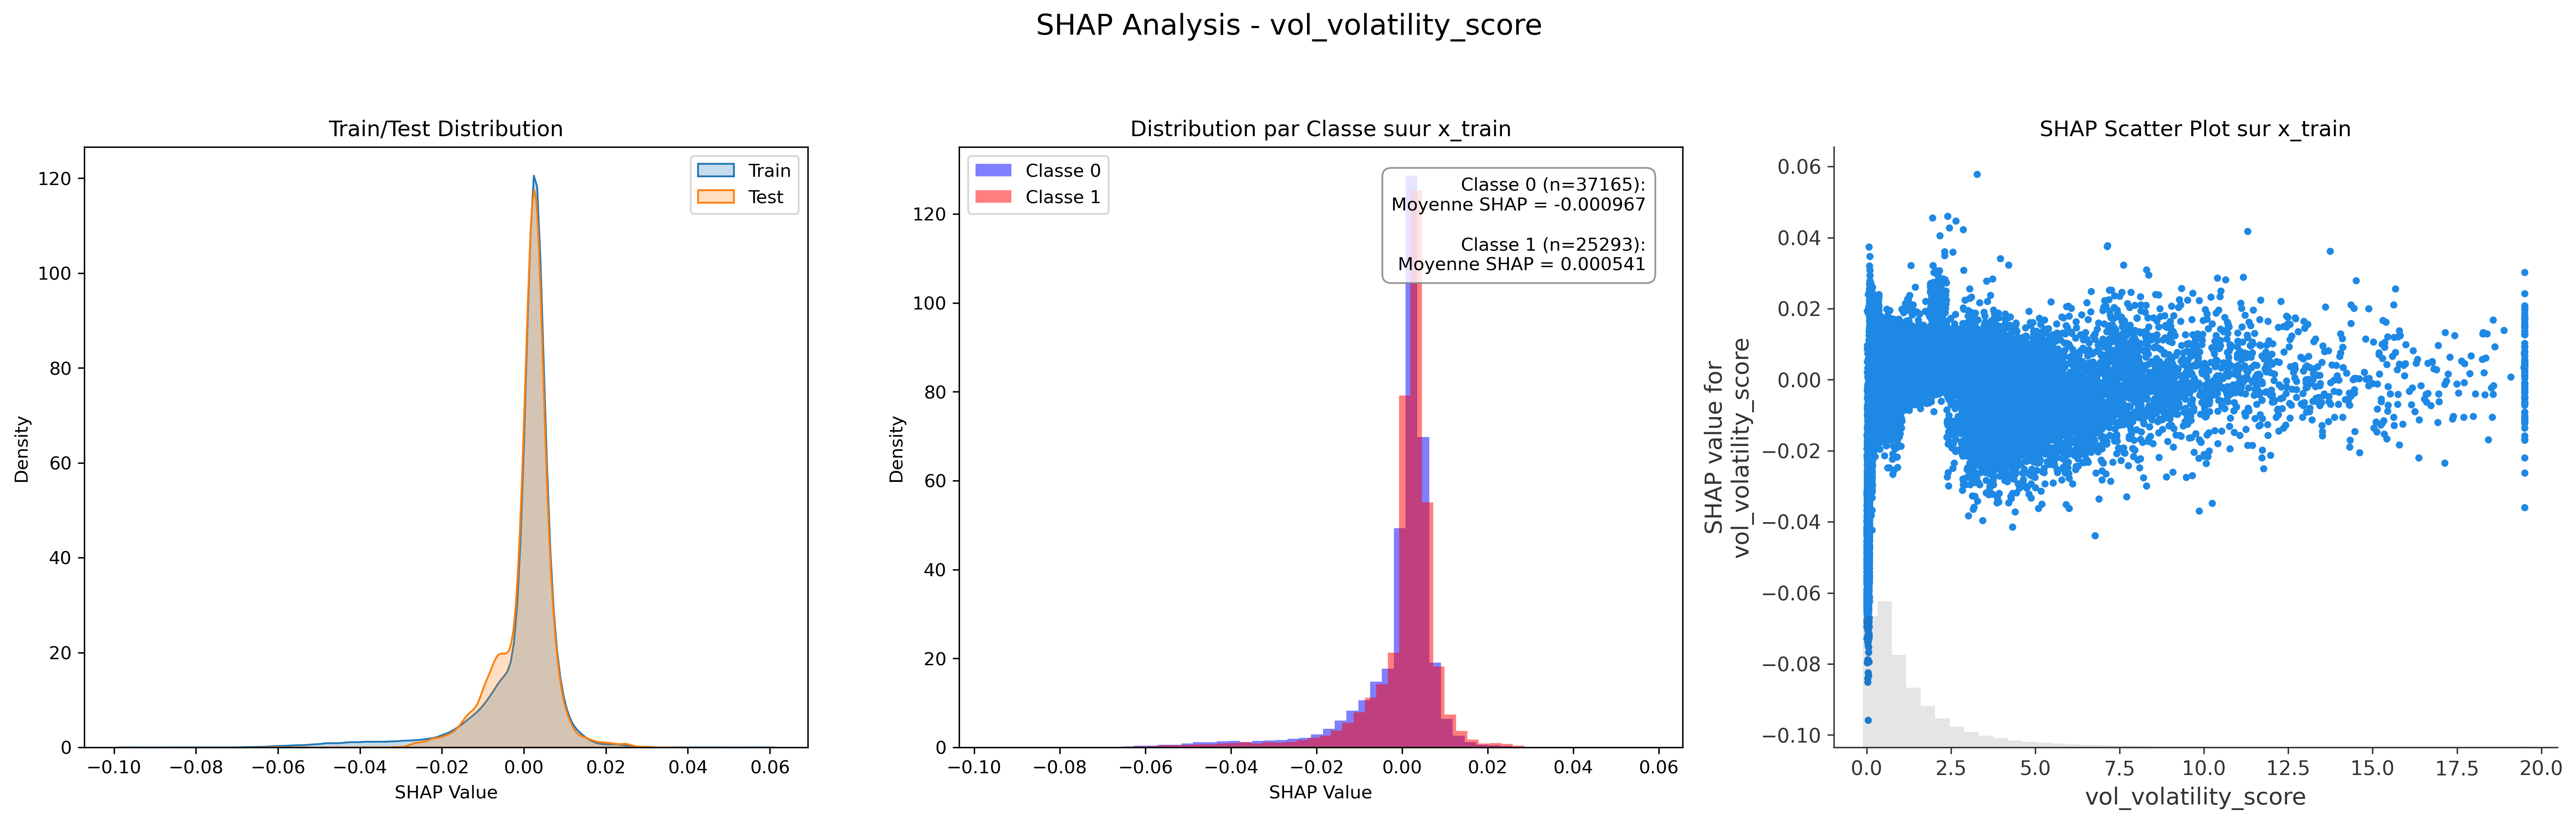 SHAP Analysis - vol_volatility_score
Train/Test Distribution
Train
Test
120
100
80
60
40
20
0
Density
−0.10 −0.08 −0.06 −0.04 −0.02 0.00 0.02 0.04 0.06
SHAP Value
Distribution par Classe suur x_train
Classe 0
Classe 1
Classe 0 (n=37165):
Moyenne SHAP = -0.000967
Classe 1 (n=25293):
Moyenne SHAP = 0.000541
120
100
80
60
40
20
0
Density
−0.10 −0.08 −0.06 −0.04 −0.02 0.00 0.02 0.04 0.06
SHAP Value
SHAP Scatter Plot sur x_train
0.06
0.04
0.02
0.00
−0.02
−0.04
−0.06
−0.08
−0.10
SHAP value for
vol_volatility_score
0.0 2.5 5.0 7.5 10.0 12.5 15.0 17.5 20.0
vol_volatility_score